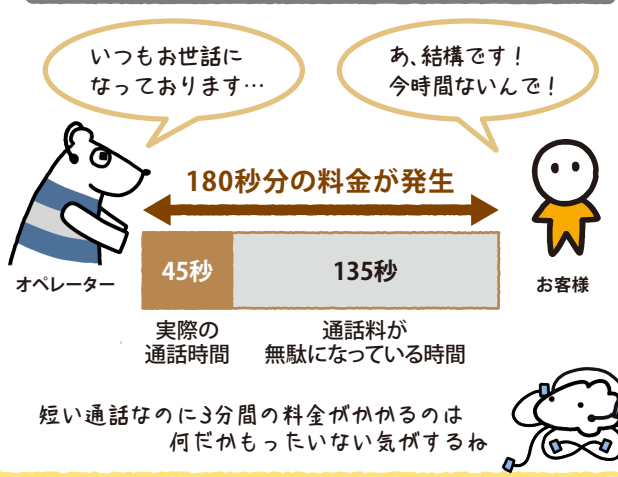 いつもお世話に
なっております…
あ、結構です！
今時間ないんで！
180秒分の料金が発生
オペレーター
45秒
135秒
お客様
実際の
通話時間
通話料が
無駄になっている時間
短い通話なのに3分間の料金がかかるのは
何だかもったいない気がするね